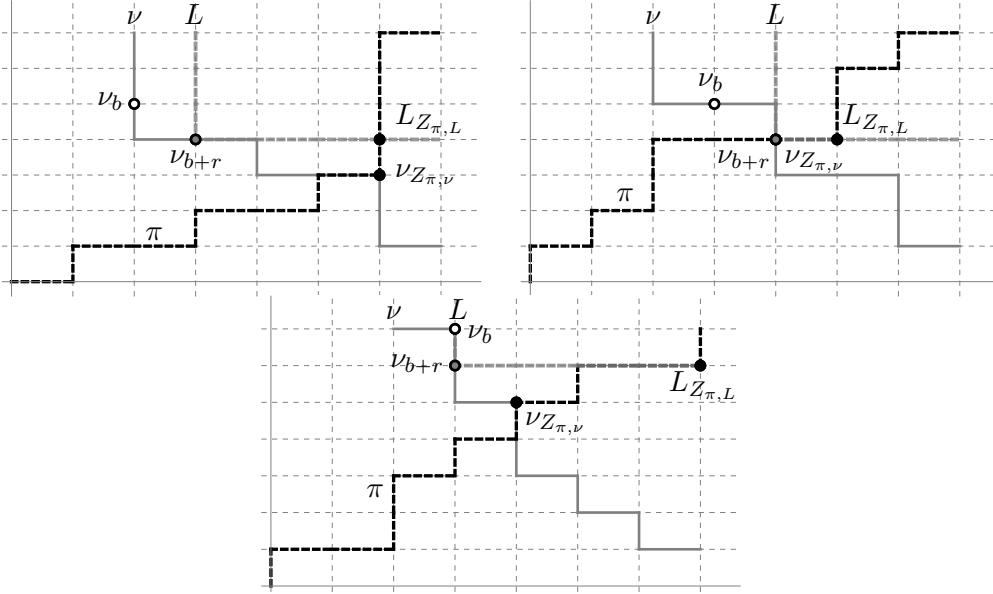 ν L
ν_b
L_{Z_{π,L}}
ν_{b+r}
ν_{Z_{π,ν}}
π
ν L
ν_b
L_{Z_{π,L}}
ν_{b+r} ν_{Z_{π,ν}}
π
ν L
ν_b
ν_{b+r}
L_{Z_{π,L}}
ν_{Z_{π,ν}}
π